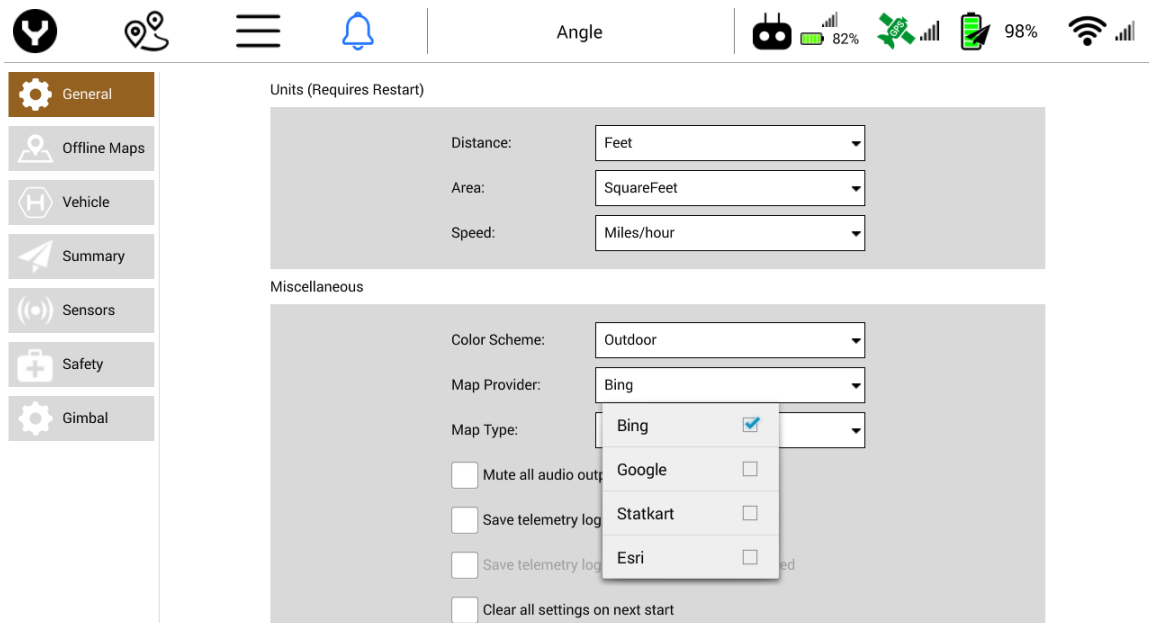 Angle
82%
GPS
98%
General
Offline Maps
Vehicle
Summary
Sensors
Safety
Gimbal
Units (Requires Restart)
Distance: Feet
Area: SquareFeet
Speed: Miles/hour
Miscellaneous
Color Scheme: Outdoor
Map Provider: Bing
Map Type:
Bing
Google
Statkart
Esri
Mute all audio outp
Save telemetry log
Save telemetry log ed
Clear all settings on next start